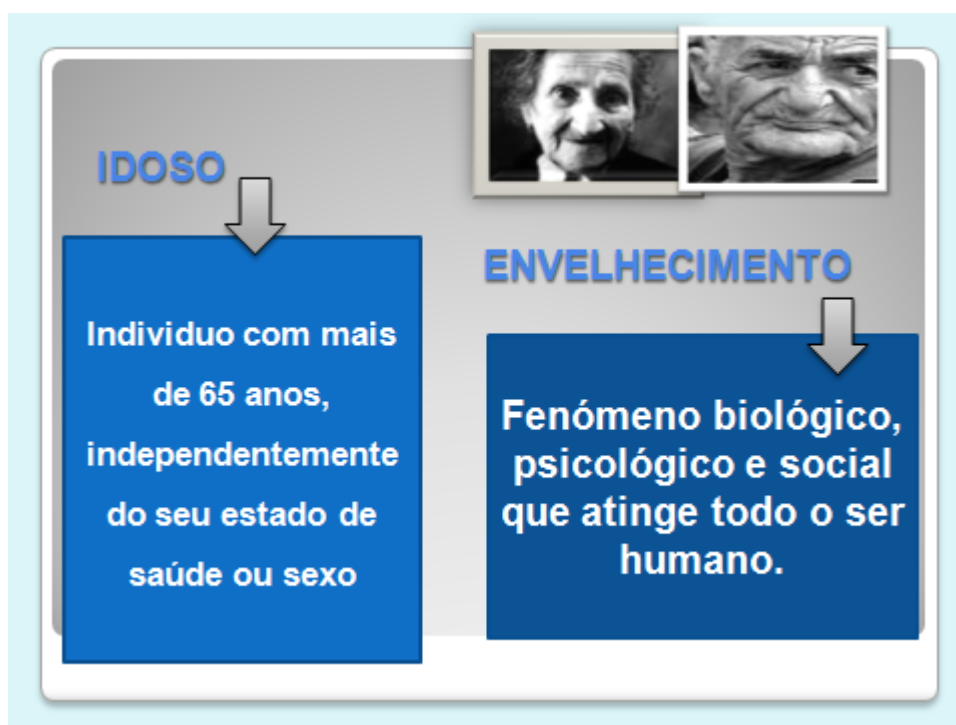 IDOSO
Individuo com mais
de 65 anos,
independentemente
do seu estado de
saúde ou sexo
ENVELHECIMENTO
Fenómeno biológico,
psicológico e social
que atinge todo o ser
humano.